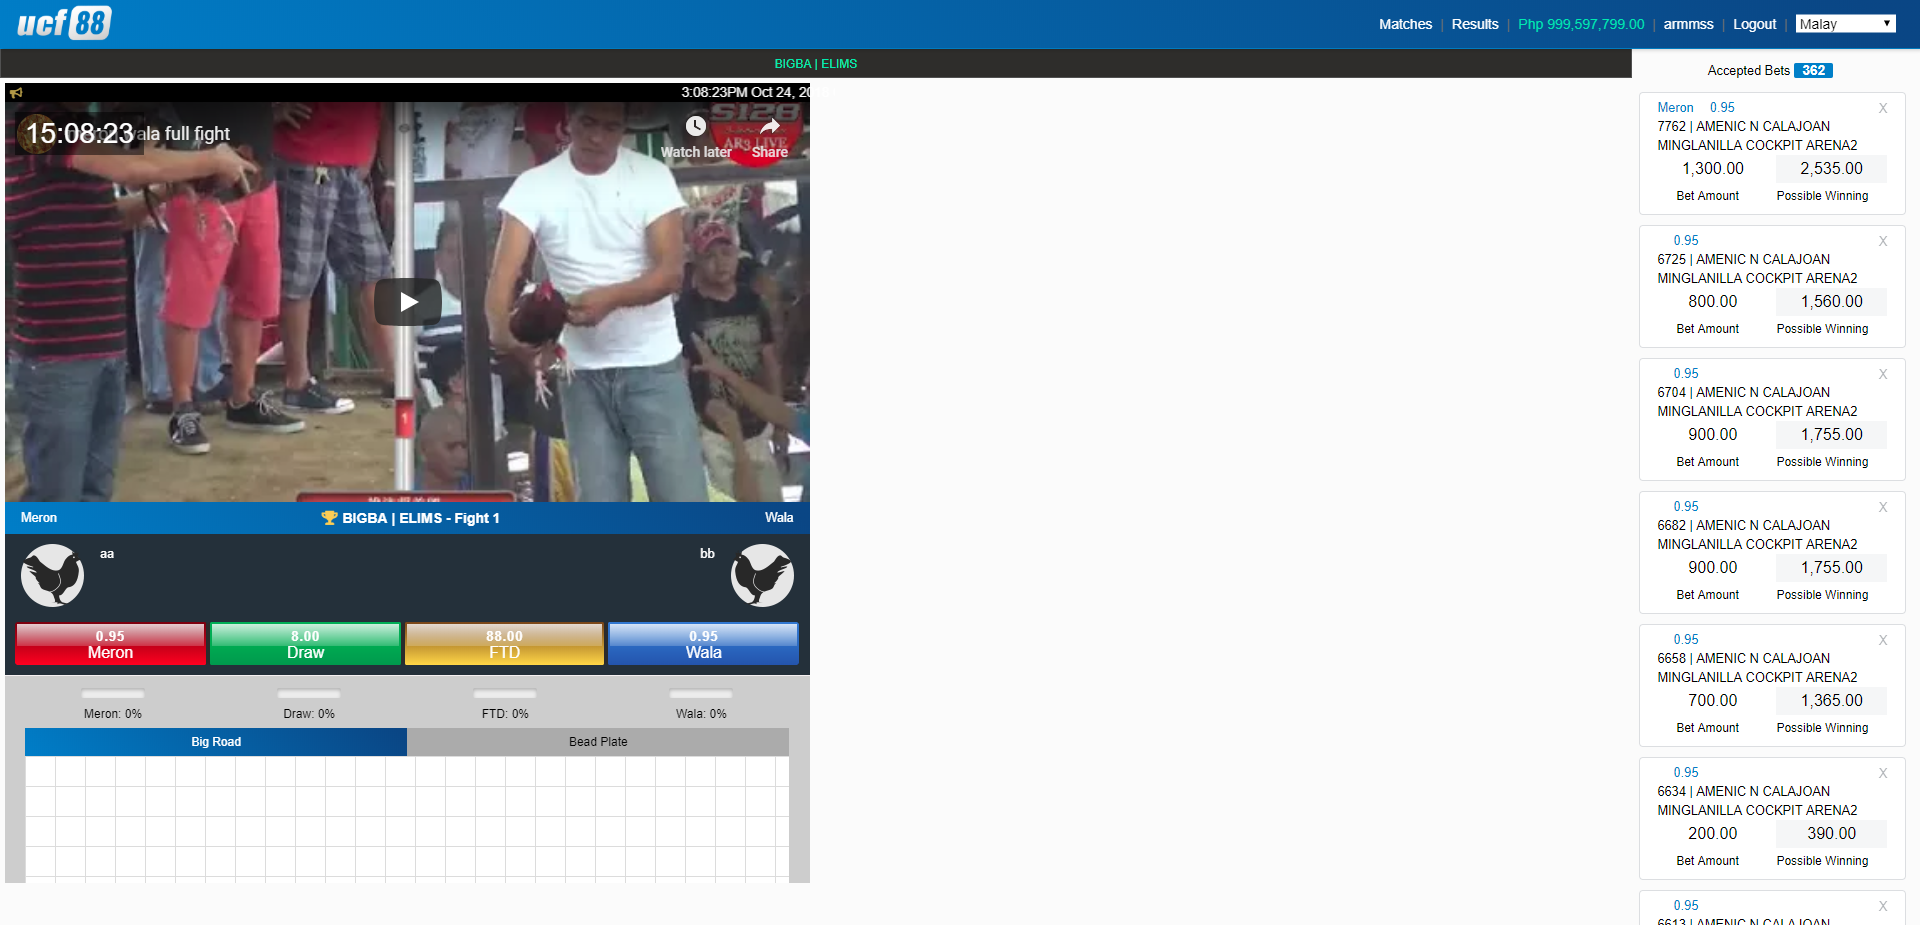 ucf 88
Matches | Results | Php 999,597,799.00 | armmss | Logout | Malay
BIGBA | ELIMS
Accepted Bets 362
3:08:23PM Oct 24, 20
15:08:23
wala full fight
S128
AR3 LIVE
Watch later
Share
1
Meron
BIGBA | ELIMS - Fight 1
Wala
aa
bb
0.95
Meron
8.00
Draw
88.00
FTD
0.95
Wala
Meron: 0%
Draw: 0%
FTD: 0%
Wala: 0%
Big Road
Bead Plate
Meron 0.95 X
7762 | AMENIC N CALAJOAN
MINGLANILLA COCKPIT ARENA2
1,300.00 2,535.00
Bet Amount Possible Winning
0.95 X
6725 | AMENIC N CALAJOAN
MINGLANILLA COCKPIT ARENA2
800.00 1,560.00
Bet Amount Possible Winning
0.95 X
6704 | AMENIC N CALAJOAN
MINGLANILLA COCKPIT ARENA2
900.00 1,755.00
Bet Amount Possible Winning
0.95 X
6682 | AMENIC N CALAJOAN
MINGLANILLA COCKPIT ARENA2
900.00 1,755.00
Bet Amount Possible Winning
0.95 X
6658 | AMENIC N CALAJOAN
MINGLANILLA COCKPIT ARENA2
700.00 1,365.00
Bet Amount Possible Winning
0.95 X
6634 | AMENIC N CALAJOAN
MINGLANILLA COCKPIT ARENA2
200.00 390.00
Bet Amount Possible Winning
0.95 X
6613 | AMENIC N CALAJOAN